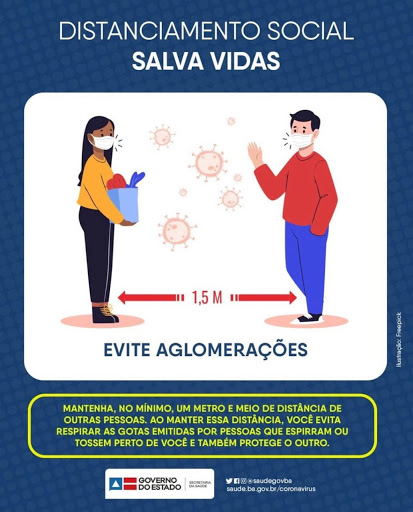 DISTANCIAMENTO SOCIAL
SALVA VIDAS
1,5 M
EVITE AGLOMERAÇÕES
Ilustração: Freepick
MANTENHA, NO MÍNIMO, UM METRO E MEIO DE DISTÂNCIA DE
OUTRAS PESSOAS. AO MANTER ESSA DISTÂNCIA, VOCÊ EVITA
RESPIRAR AS GOTAS EMITIDAS POR PESSOAS QUE ESPIRRAM OU
TOSSEM PERTO DE VOCÊ E TAMBÉM PROTEGE O OUTRO.
GOVERNO
DO ESTADO
SECRETARIA
DA SAÚDE
@saudegovba
saude.be.gov.br/coronavirus